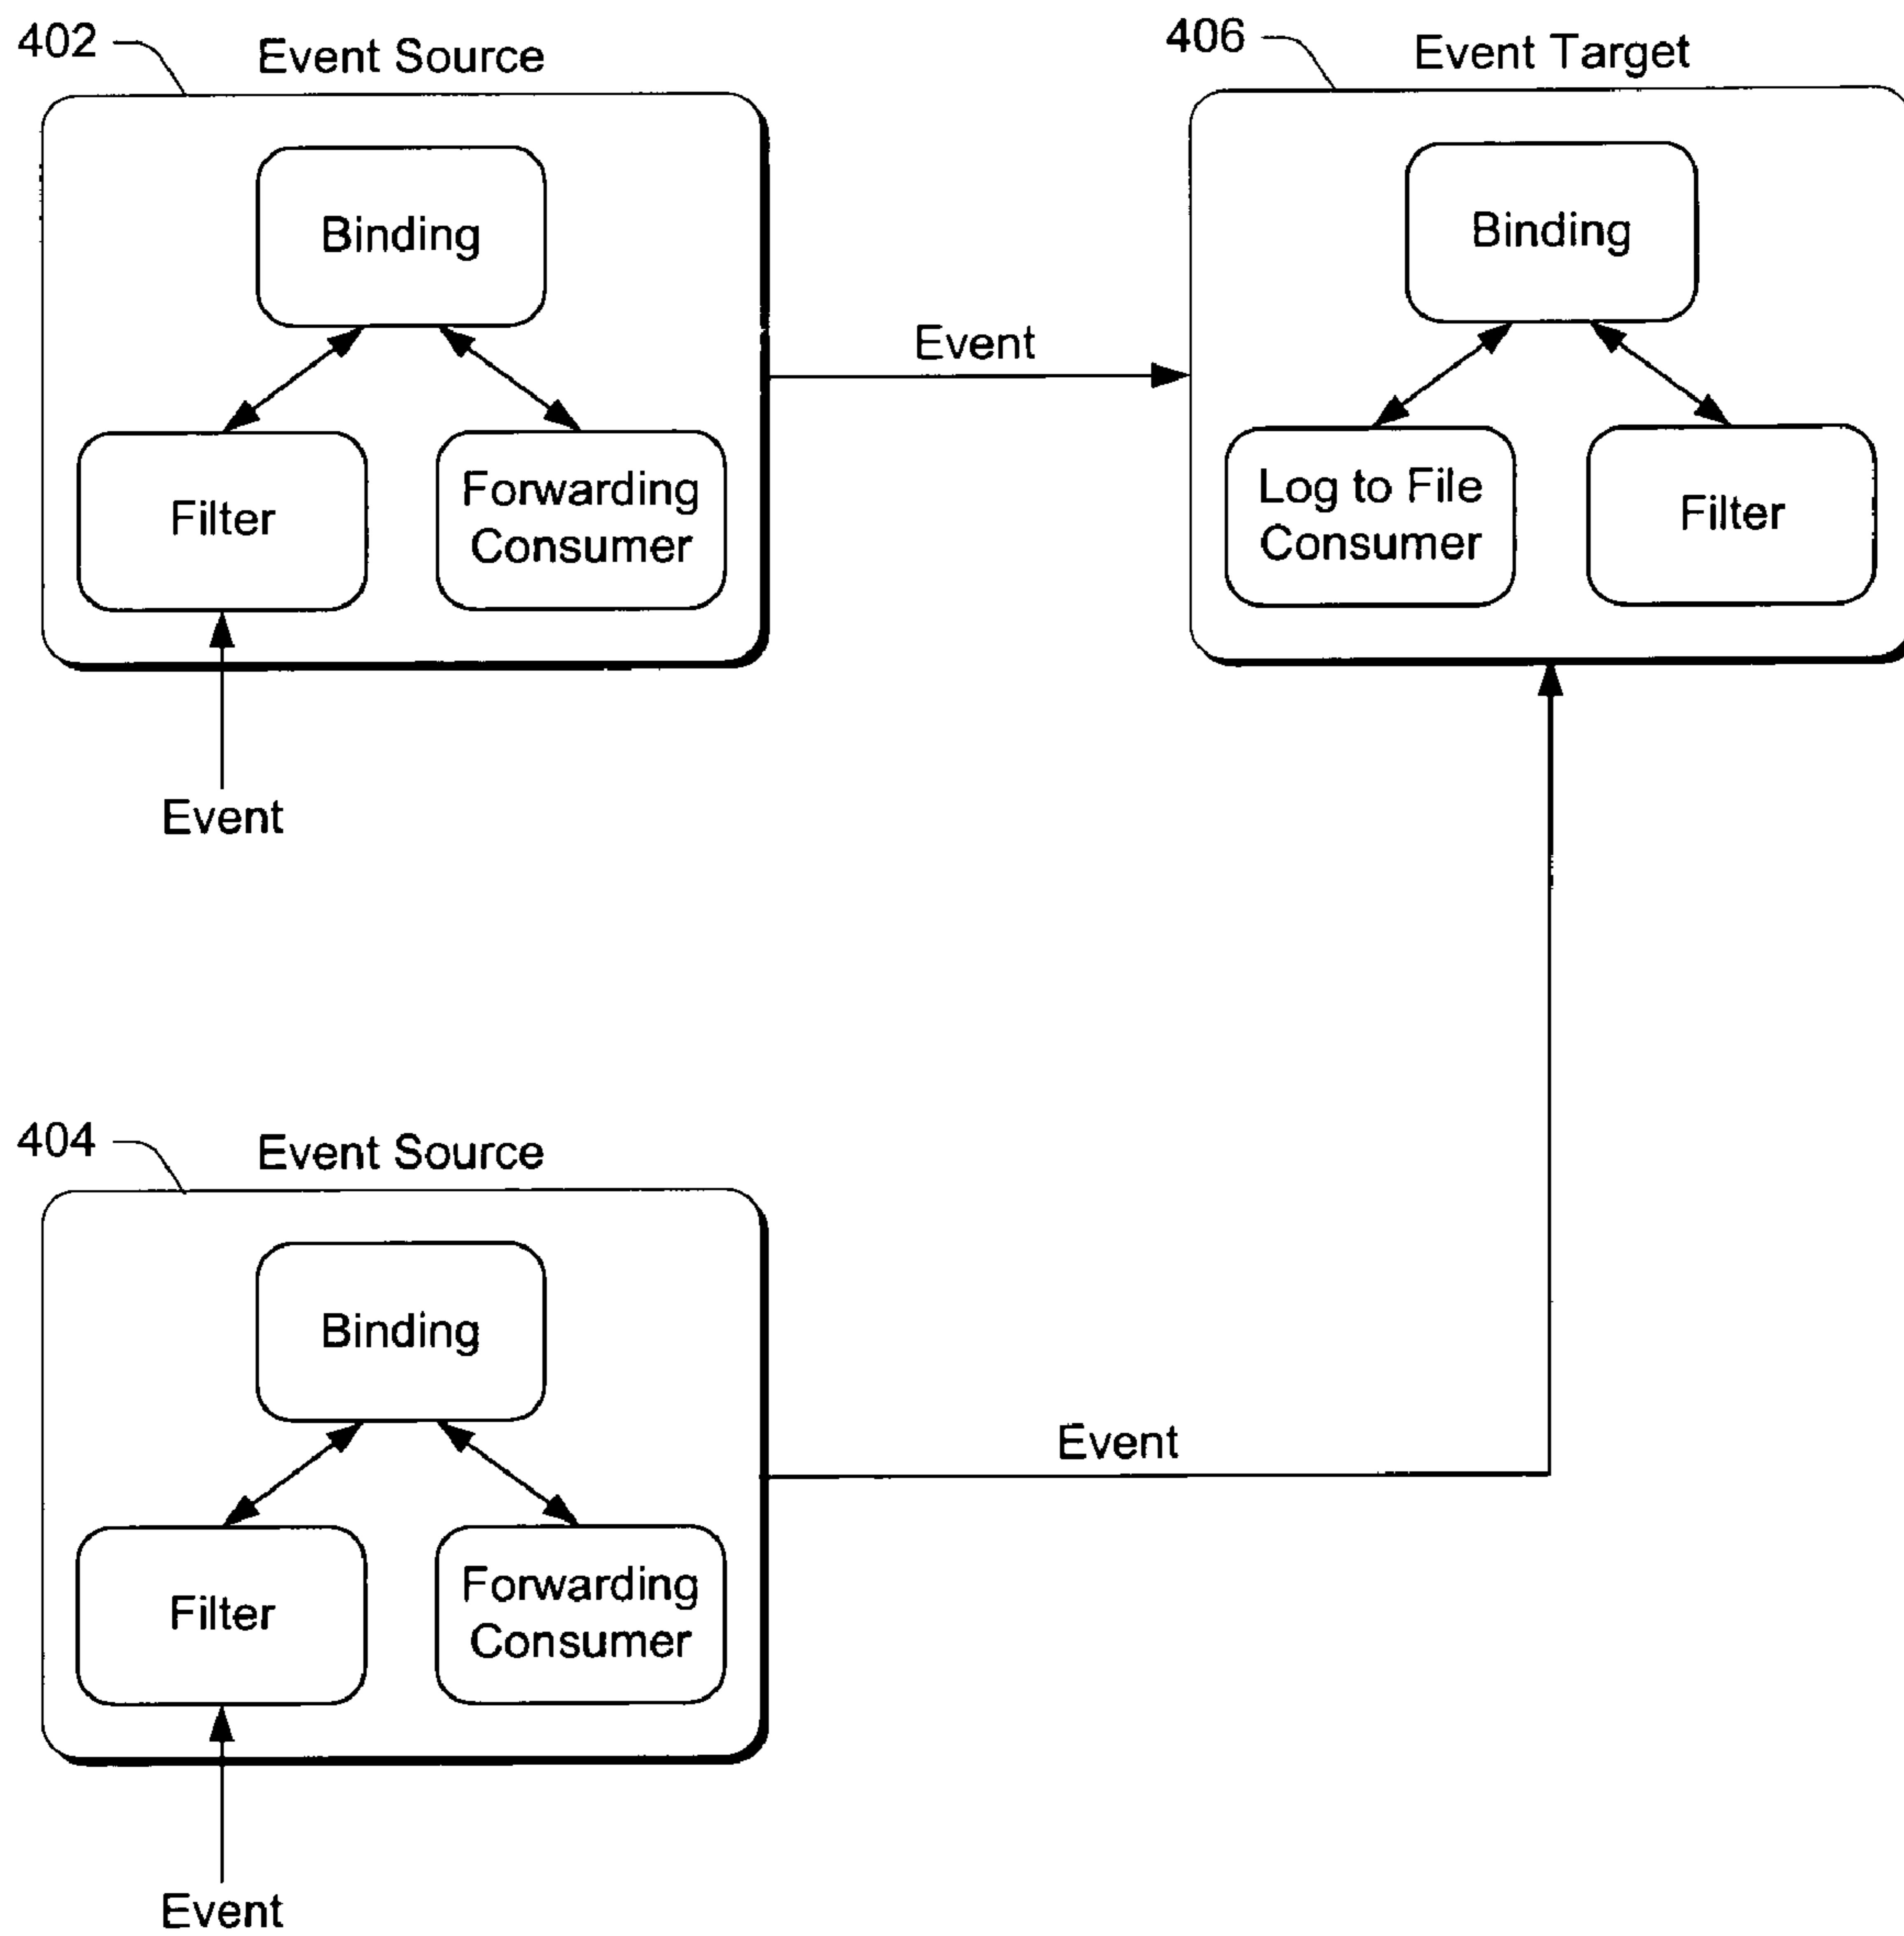 402
Event Source
406
Event Target
Binding
Binding
Event
Filter
Forwarding
Consumer
Log to File
Consumer
Filter
Event
404
Event Source
Binding
Event
Filter
Forwarding
Consumer
Event